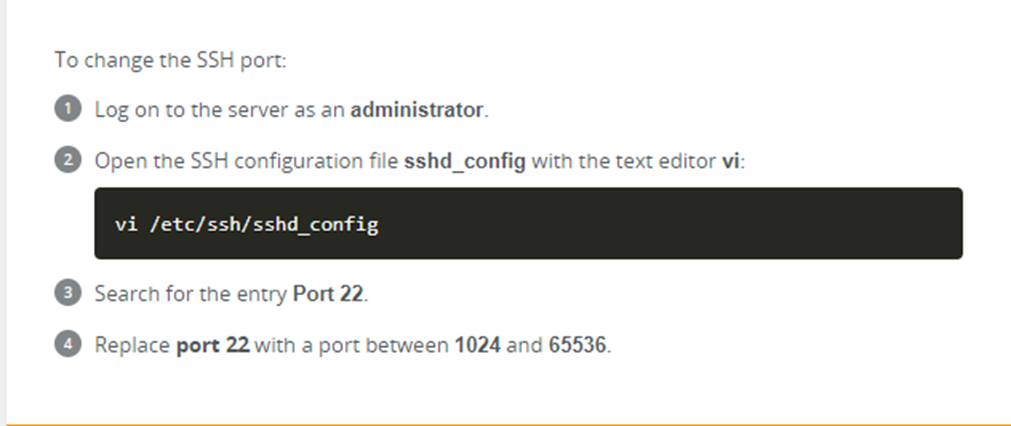 To change the SSH port:
1 Log on to the server as an administrator.
2 Open the SSH configuration file sshd_config with the text editor vi:
vi /etc/ssh/sshd_config
3 Search for the entry Port 22.
4 Replace port 22 with a port between 1024 and 65536.